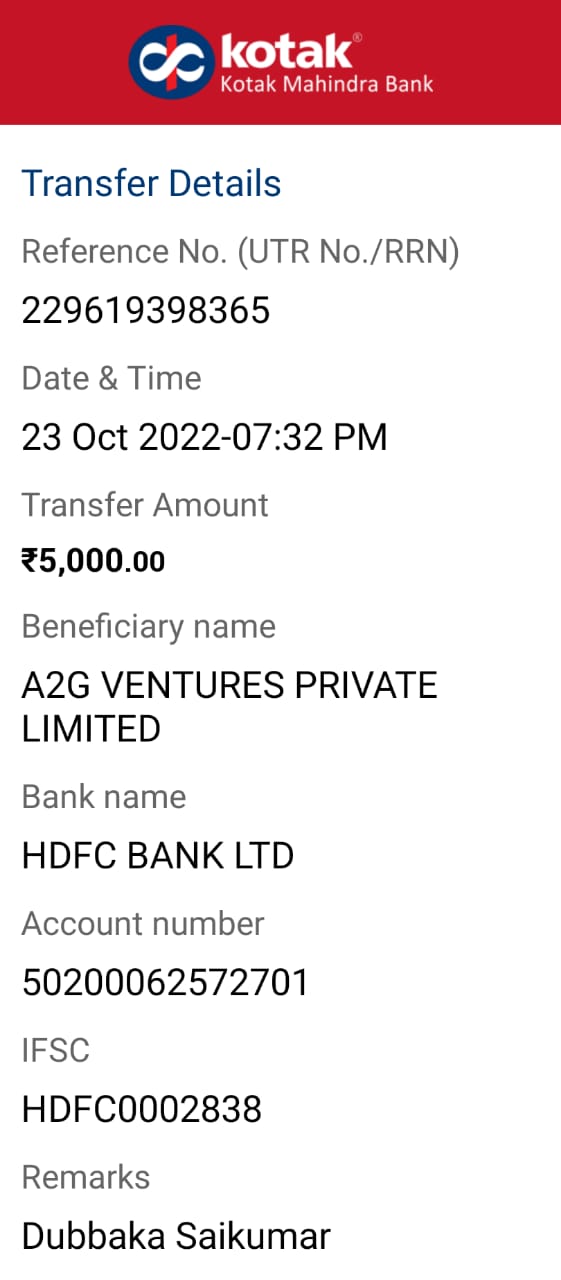 kotak®
Kotak Mahindra Bank
Transfer Details
Reference No. (UTR No./RRN)
229619398365
Date & Time
23 Oct 2022-07:32 PM
Transfer Amount
₹5,000.00
Beneficiary name
A2G VENTURES PRIVATE
LIMITED
Bank name
HDFC BANK LTD
Account number
50200062572701
IFSC
HDFC0002838
Remarks
Dubbaka Saikumar